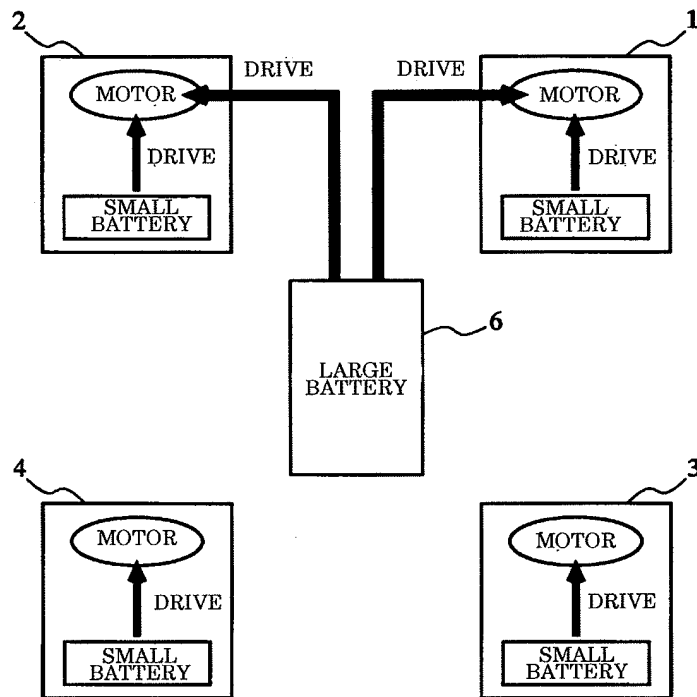 2
1
DRIVE
DRIVE
MOTOR
MOTOR
DRIVE
DRIVE
SMALL
BATTERY
SMALL
BATTERY
6
LARGE
BATTERY
4
3
MOTOR
MOTOR
DRIVE
DRIVE
SMALL
BATTERY
SMALL
BATTERY